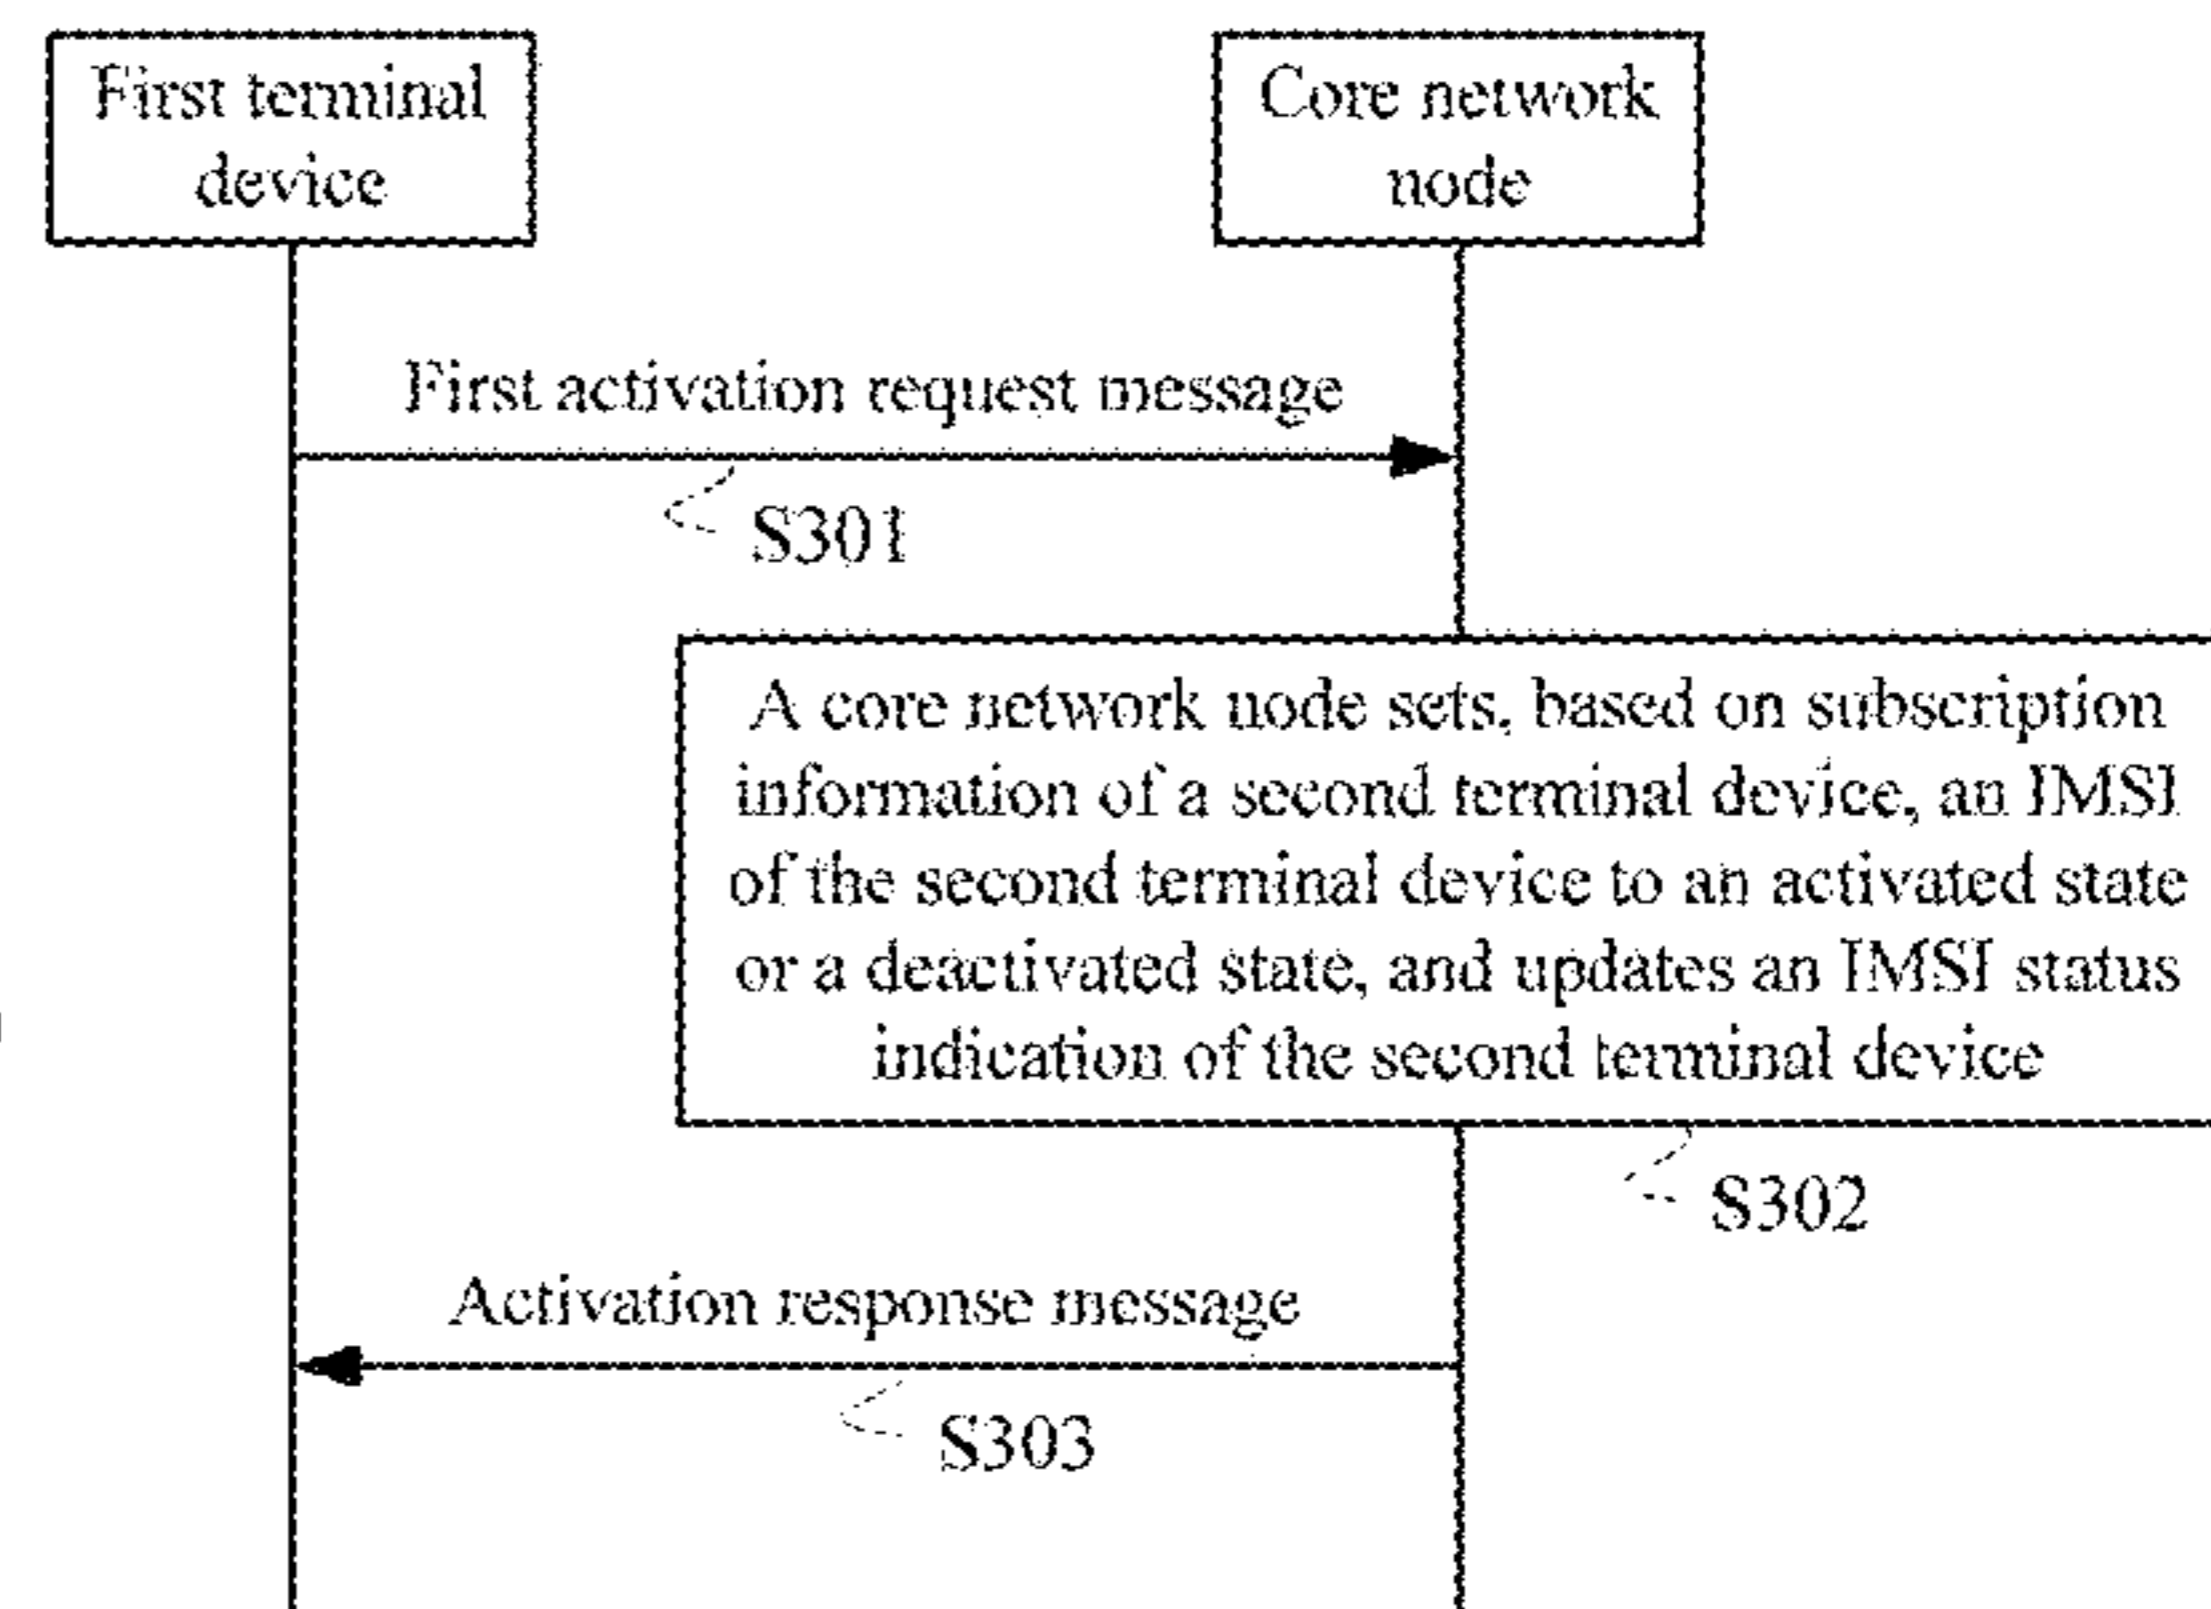 First terminal
device
Core network
node
First activation request message
S301
A core network node sets, based on subscription
information of a second terminal device, an IMSI
of the second terminal device to an activated state
or a deactivated state, and updates an IMSI status
indication of the second terminal device
S302
Activation response message
S303